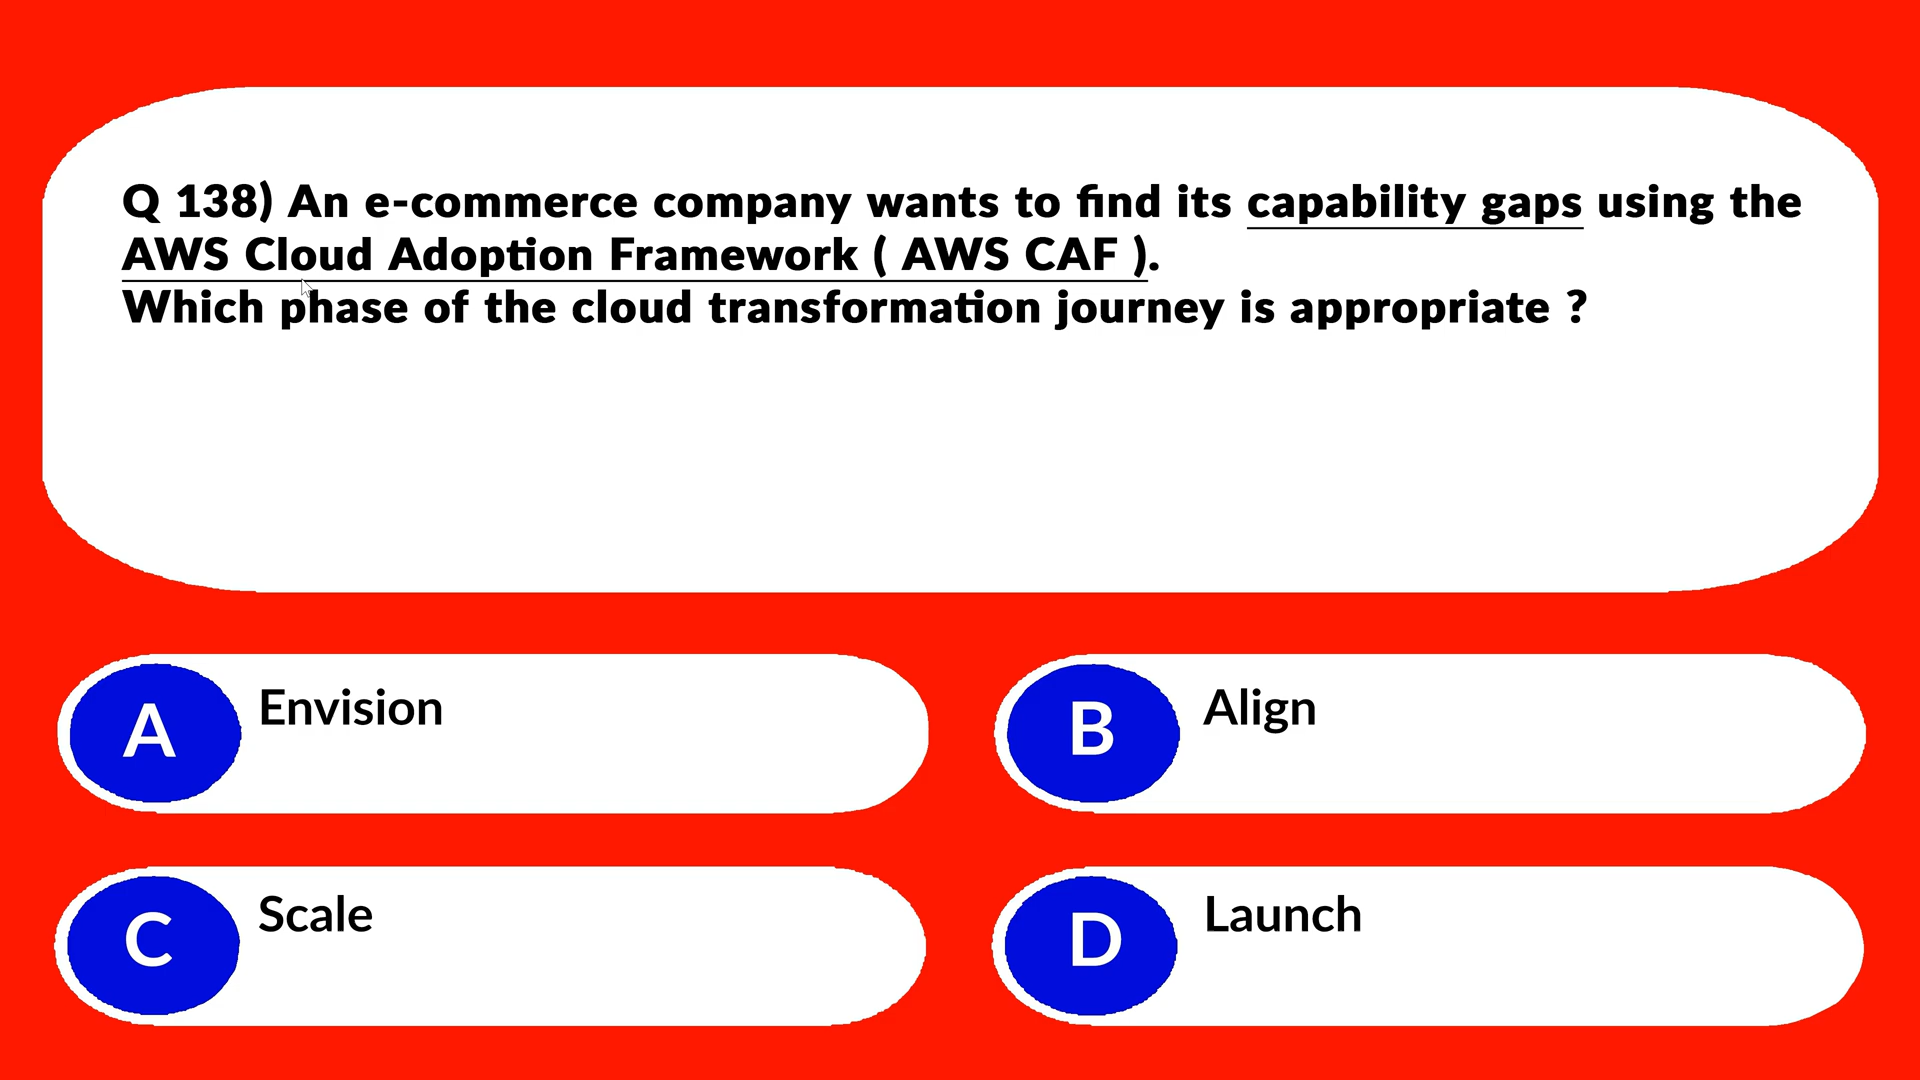 Q 138) An e-commerce company wants to find its capability gaps using the
AWS Cloud Adoption Framework ( AWS CAF ).
Which phase of the cloud transformation journey is appropriate ?
A Envision
B Align
C Scale
D Launch